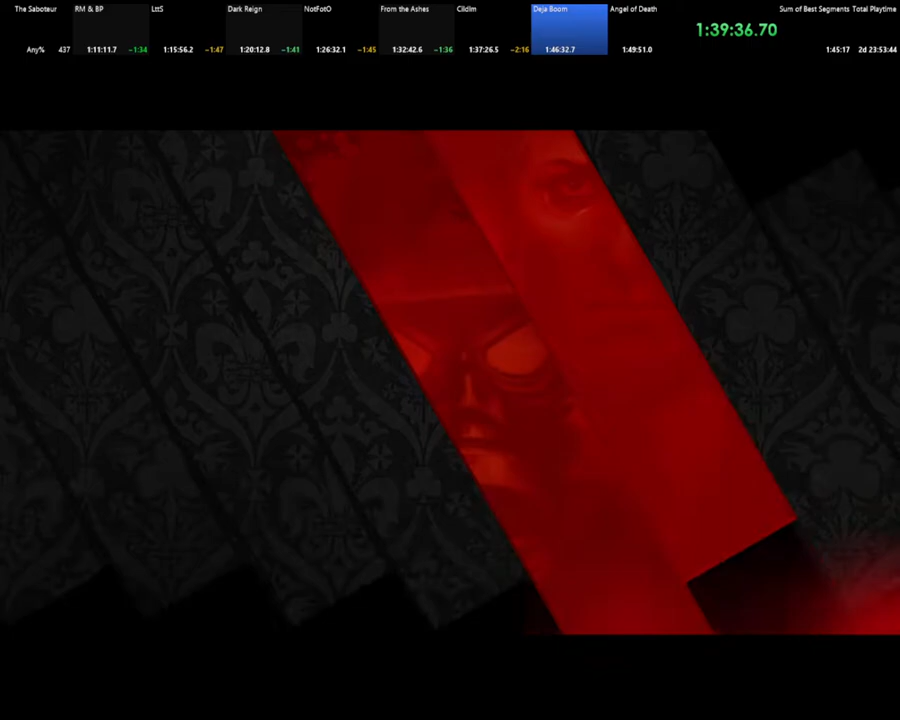 The Saboteur RM & BP LttS Dark Reign NotFotO From the Ashes CildIm Deja Boom Angel of Death Sum of Best Segments Total Playtime
1:39:36.70
Any% 437 1:11:11.7 −1:34 1:15:56.2 −1:47 1:20:12.8 −1:41 1:26:32.1 −1:45 1:32:42.6 −1:36 1:37:26.5 −2:16 1:46:32.7 1:49:51.0 1:45:17 2d 23:53:44